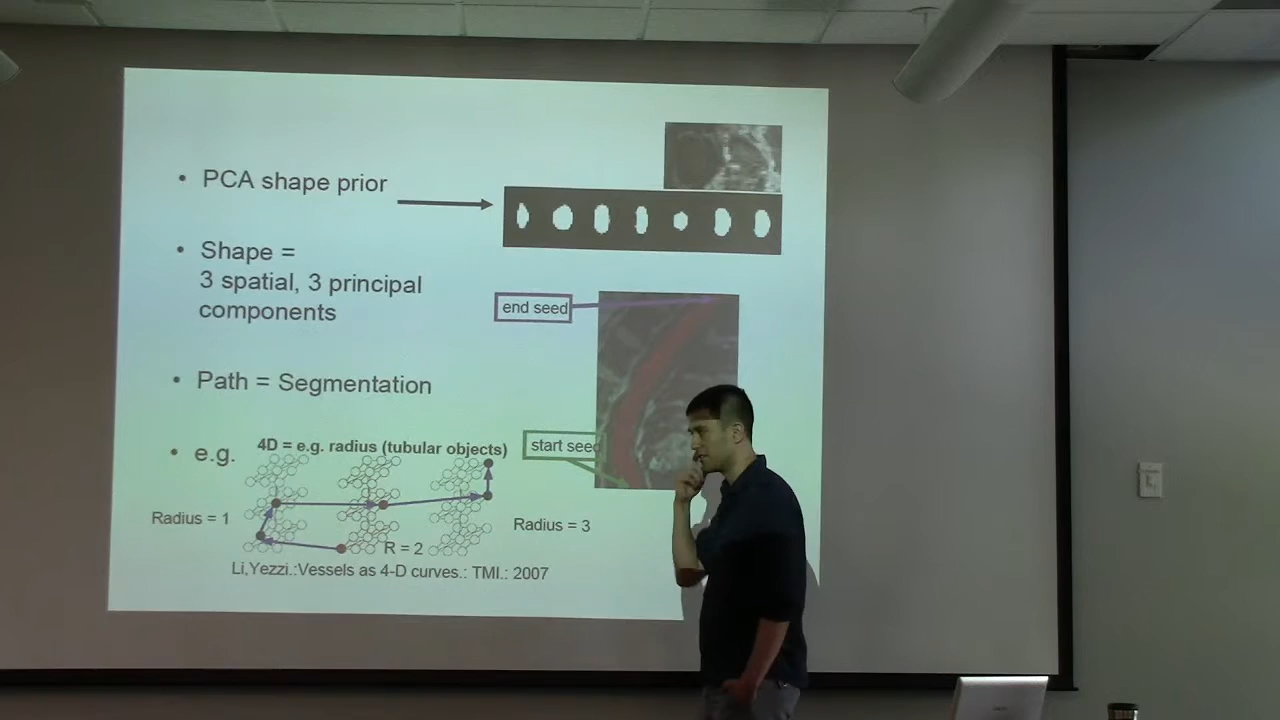 • PCA shape prior
• Shape =
3 spatial, 3 principal
components
end seed
• Path = Segmentation
• e.g.
4D = e.g. radius (tubular objects)
start seed
Radius = 1
R = 2
Radius = 3
Li,Yezzi.:Vessels as 4-D curves.: TMI.: 2007